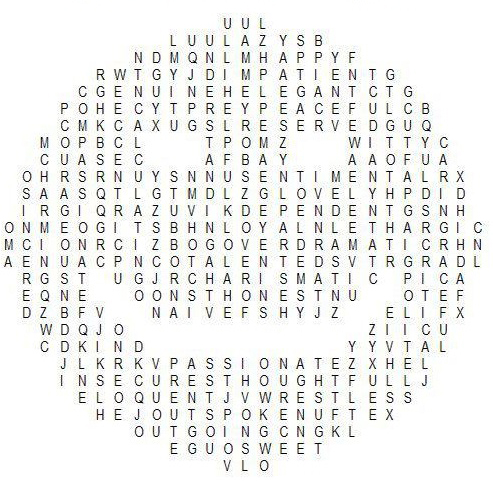 U U L
L U U L A Z Y S B
N D M Q N L M H A P P Y F
R W T G Y J D I M P A T I E N T G
C G E N U I N E H E L E G A N T C T G
P O H E C Y T P R E Y P E A C E F U L C B
C M K C A X U G S L R E S E R V E D G U Q
M O P B C L T P O M Z W I T T Y C
C U A S E C A F B A Y A A O F U A
O H R S R N U Y S N N U S E N T I M E N T A L R X
S A A S Q T L G T M D L Z G L O V E L Y H P D I D
I R G I Q R A Z U V I K D E P E N D E N T G S N H
O N M E O G I T S B H N L O Y A L N L E T H A R G I C
M C I O N R C I Z B O G O V E R D R A M A T I C R H N
A E N U A C P N C O T A L E N T E D S V T R G R A D L
R G S T U G J R C H A R I S M A T I C P I C A
E Q N E O O N S T H O N E S T N U O T E F
D Z B F V N A I V E F S H Y J Z E L I F X
W D Q J O Z I I C U
C D K I N D Y Y V T A L
J L K R K V P A S S I O N A T E Z X H E L
I N S E C U R E S T H O U G H T F U L L J
E L O Q U E N T J V W R E S T L E S S
H E J O U T S P O K E N U F T E X
O U T G O I N G C N G K L
E G U O S W E E T
V L O